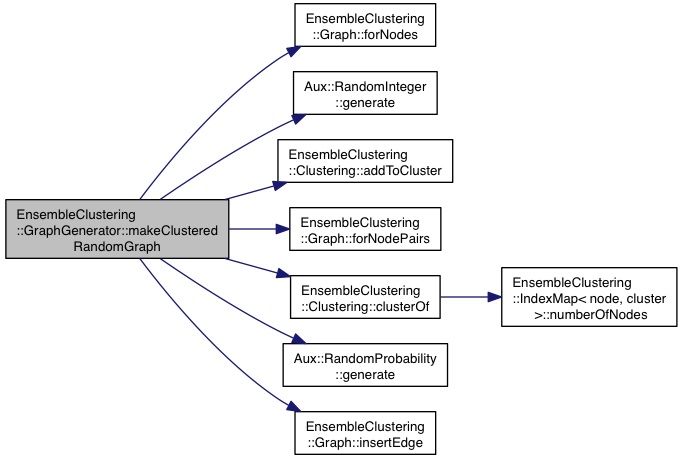 EnsembleClustering
::Graph::forNodes
Aux::RandomInteger
::generate
EnsembleClustering
::Clustering::addToCluster
EnsembleClustering
::GraphGenerator::makeClustered
RandomGraph
EnsembleClustering
::Graph::forNodePairs
EnsembleClustering
::Clustering::clusterOf
EnsembleClustering
::IndexMap< node, cluster
>::numberOfNodes
Aux::RandomProbability
::generate
EnsembleClustering
::Graph::insertEdge